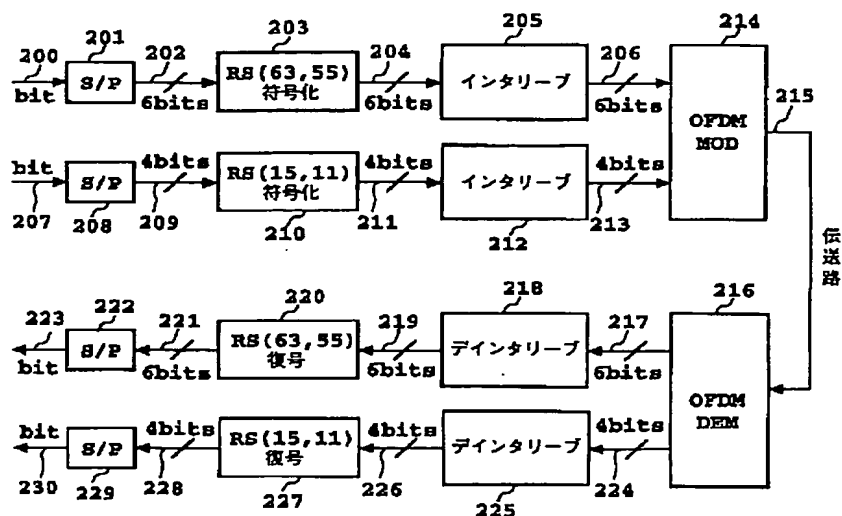 200
201
202
203
204
205
206
214
215
bit
S/P
6bits
RS(63,55)
符号化
6bits
インタリーブ
6bits
OFDM
MOD
bit
S/P
4bits
RS(15,11)
符号化
4bits
インタリーブ
4bits
207
208
209
210
211
212
213
伝送路
223
222
221
220
219
218
217
216
bit
S/P
6bits
RS(63,55)
復号
6bits
デインタリーブ
6bits
OFDM
DEM
bit
S/P
4bits
RS(15,11)
復号
4bits
デインタリーブ
4bits
230
229
228
227
226
225
224